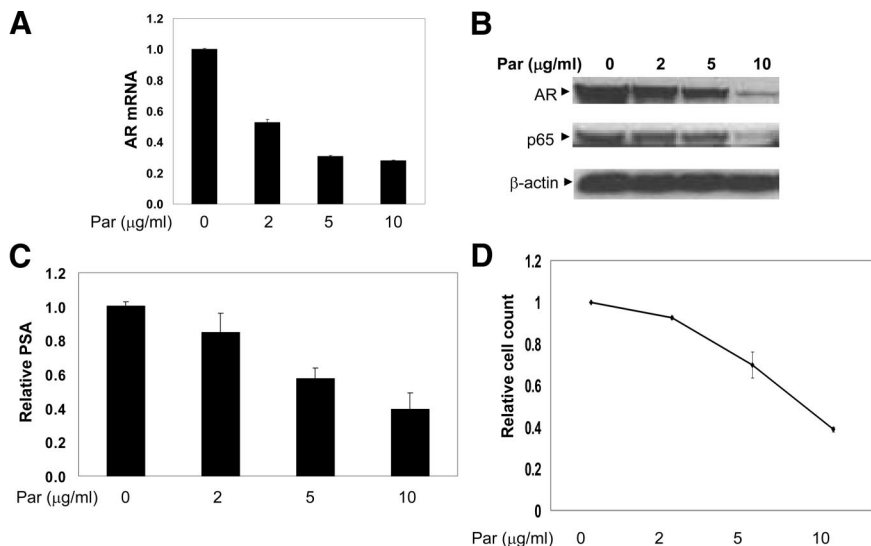 A
AR mRNA
1.2
1.0
0.8
0.6
0.4
0.2
0.0
Par (μg/ml) 0 2 5 10
B
Par (μg/ml) 0 2 5 10
AR
p65
β-actin
C
Relative PSA
1.2
1.0
0.8
0.6
0.4
0.2
0.0
Par (μg/ml) 0 2 5 10
D
Relative cell count
1.2
1
0.8
0.6
0.4
0.2
0
Par (μg/ml) 0 2 5 10